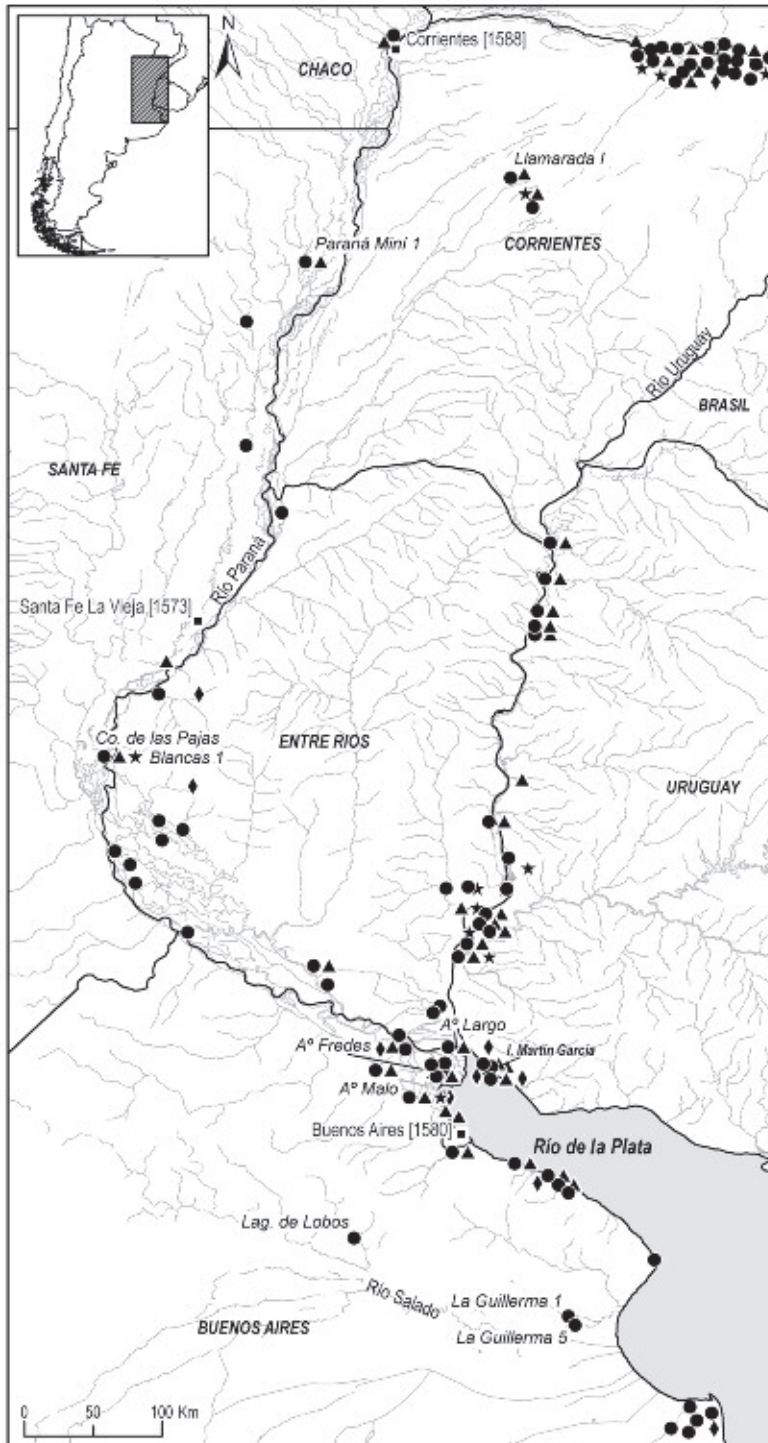 N
Corrientes [1588]
CHACO
Llamarada I
CORRIENTES
Paraná Miní 1
Río Uruguay
BRASIL
SANTA FE
Río Paraná
Santa Fe La Vieja [1573]
Co. de las Pajas
Blancas 1
ENTRE RIOS
URUGUAY
Aº Largo
Aº Fredes
I. Martín García
Aº Malo
Buenos Aires [1580]
Río de la Plata
Lag. de Lobos
Río Salado
La Guillerma 1
La Guillerma 5
BUENOS AIRES
0 50 100 Km